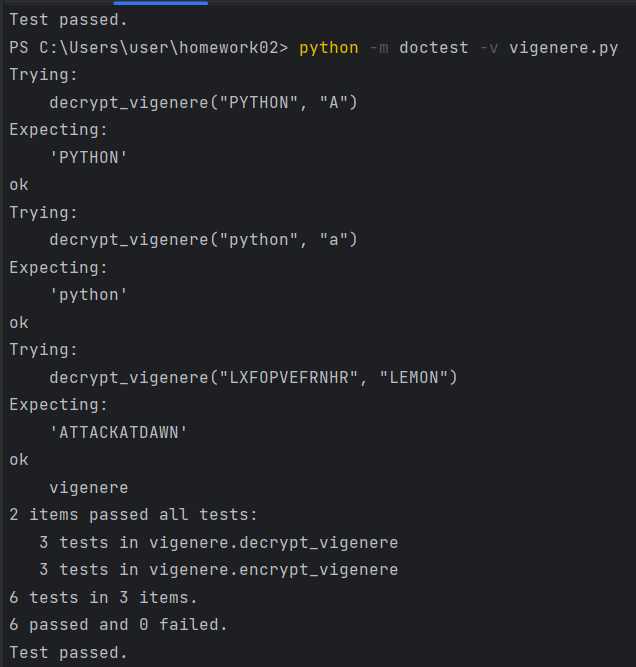 Test passed.
PS C:\Users\user\homework02> python -m doctest -v vigenere.py
Trying:
    decrypt_vigenere("PYTHON", "A")
Expecting:
    'PYTHON'
ok
Trying:
    decrypt_vigenere("python", "a")
Expecting:
    'python'
ok
Trying:
    decrypt_vigenere("LXFOPVEFRNHR", "LEMON")
Expecting:
    'ATTACKATDAWN'
ok
    vigenere
2 items passed all tests:
   3 tests in vigenere.decrypt_vigenere
   3 tests in vigenere.encrypt_vigenere
6 tests in 3 items.
6 passed and 0 failed.
Test passed.